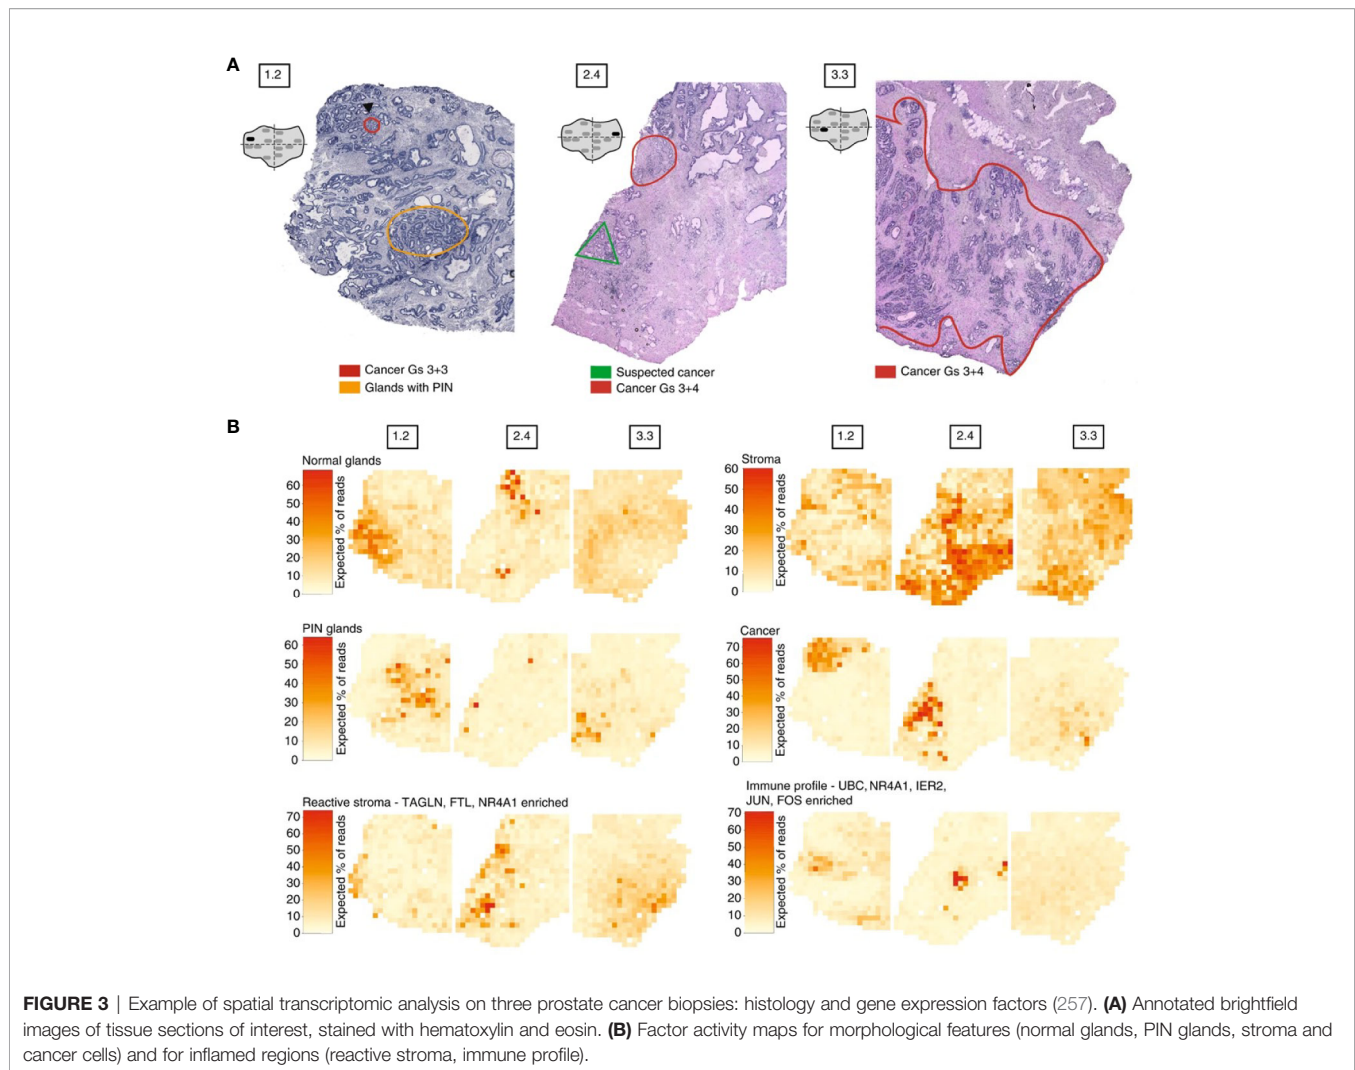 A
1.2
2.4
3.3
Cancer Gs 3+3
Glands with PIN
Suspected cancer
Cancer Gs 3+4
Cancer Gs 3+4
B
1.2
2.4
3.3
Normal glands
60
50
40
30
20
10
0
Expected % of reads
PIN glands
60
50
40
30
20
10
0
Expected % of reads
Reactive stroma - TAGLN, FTL, NR4A1 enriched
70
60
50
40
30
20
10
0
Expected % of reads
1.2
2.4
3.3
Stroma
60
50
40
30
20
10
0
Expected % of reads
Cancer
70
60
50
40
30
20
10
0
Expected % of reads
Immune profile - UBC, NR4A1, IER2,
JUN, FOS enriched
70
60
50
40
30
20
10
0
Expected % of reads
FIGURE 3 | Example of spatial transcriptomic analysis on three prostate cancer biopsies: histology and gene expression factors (257). (A) Annotated brightfield
images of tissue sections of interest, stained with hematoxylin and eosin. (B) Factor activity maps for morphological features (normal glands, PIN glands, stroma and
cancer cells) and for inflamed regions (reactive stroma, immune profile).